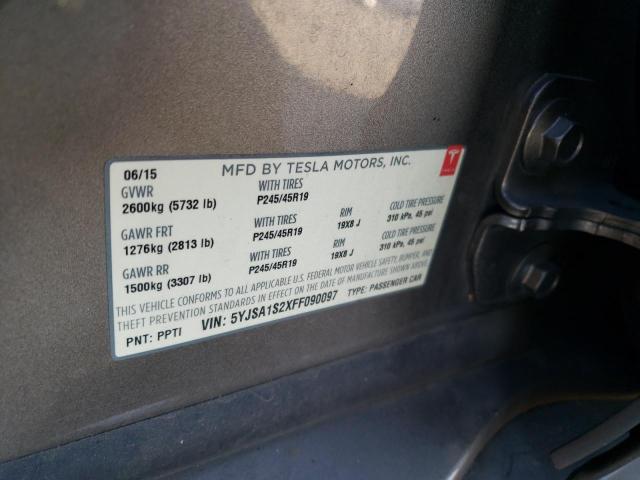 06/15 MFD BY TESLA MOTORS, INC.
GVWR WITH TIRES
2600kg (5732 lb) P245/45R19
GAWR FRT WITH TIRES RIM COLD TIRE PRESSURE
1276kg (2813 lb) P245/45R19 19X8 J 310 kPa, 45 psi
GAWR RR WITH TIRES RIM COLD TIRE PRESSURE
1500kg (3307 lb) P245/45R19 19X8 J 310 kPa, 45 psi
THIS VEHICLE CONFORMS TO ALL APPLICABLE U.S. FEDERAL MOTOR VEHICLE SAFETY, BUMPER, AND
THEFT PREVENTION STANDARDS IN EFFECT ON THE DATE OF MANUFACTURE SHOWN ABOVE.
PNT: PPTI VIN: 5YJSA1S2XFF090097 TYPE: PASSENGER CAR
TESLA